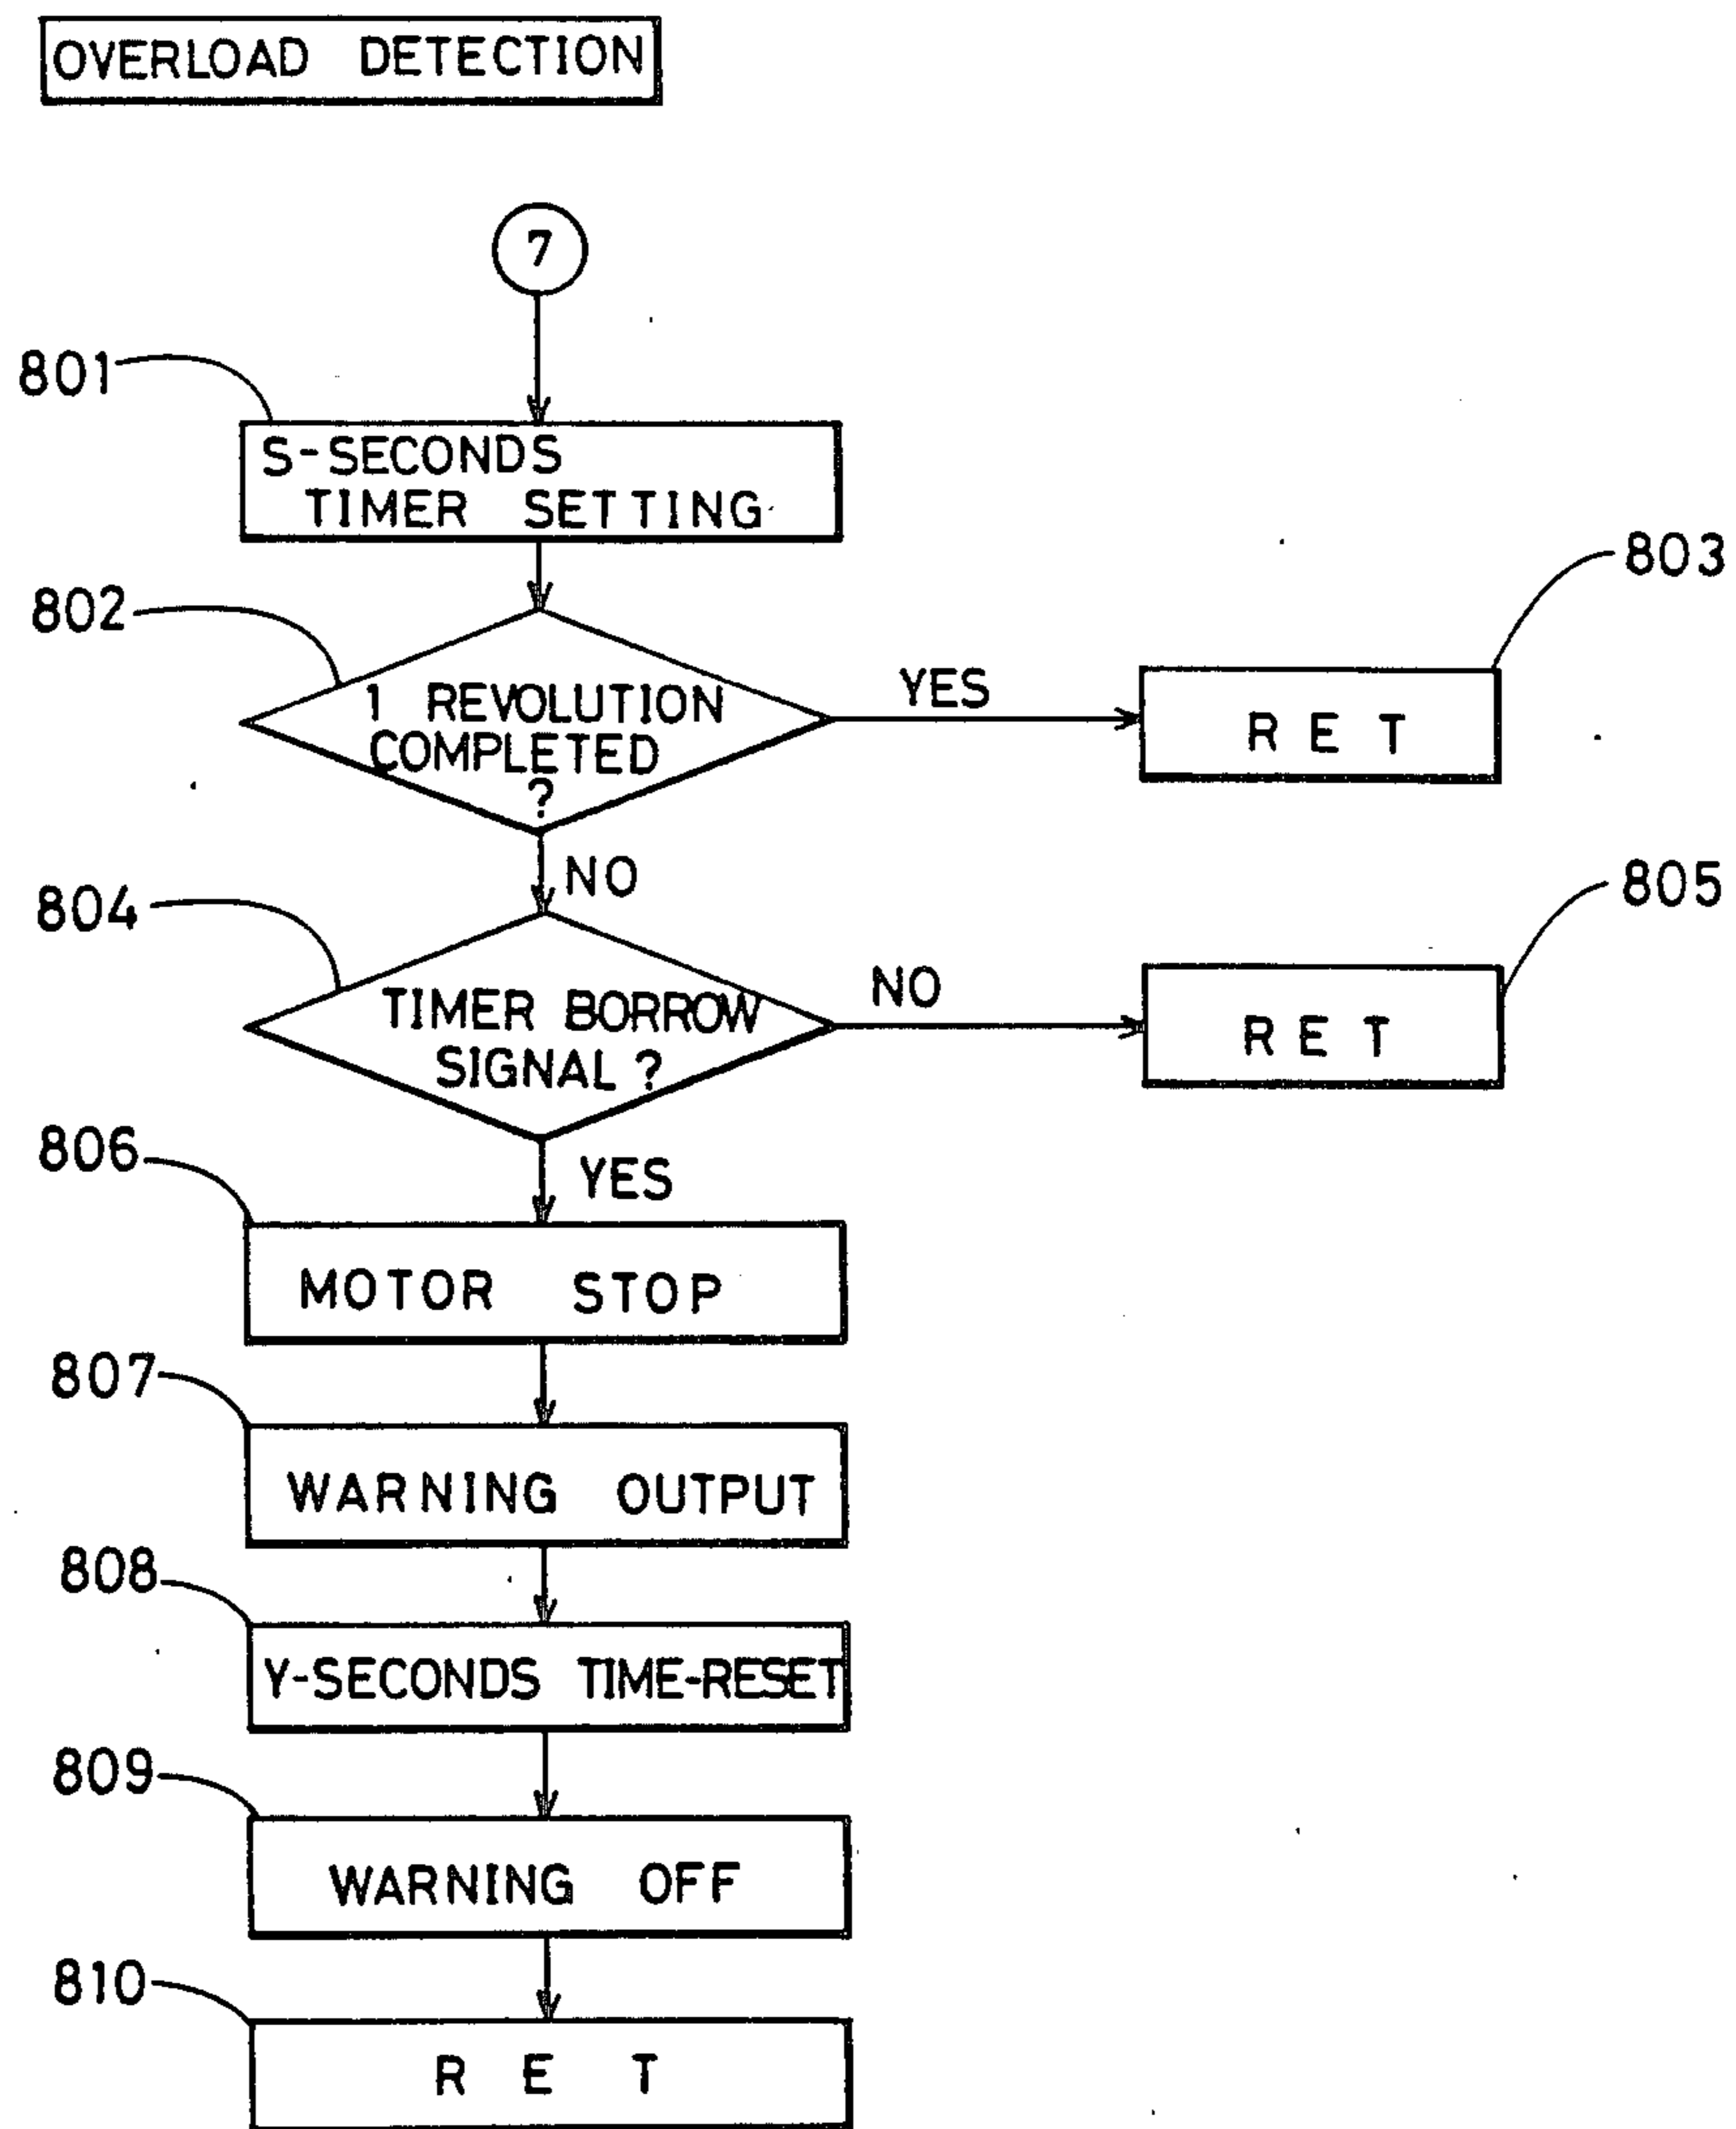 OVERLOAD DETECTION
7
801
S-SECONDS
TIMER SETTING
802
1 REVOLUTION
COMPLETED
?
YES
803
RET
NO
804
TIMER BORROW
SIGNAL ?
NO
805
RET
YES
806
MOTOR STOP
807
WARNING OUTPUT
808
Y-SECONDS TIME-RESET
809
WARNING OFF
810
RET